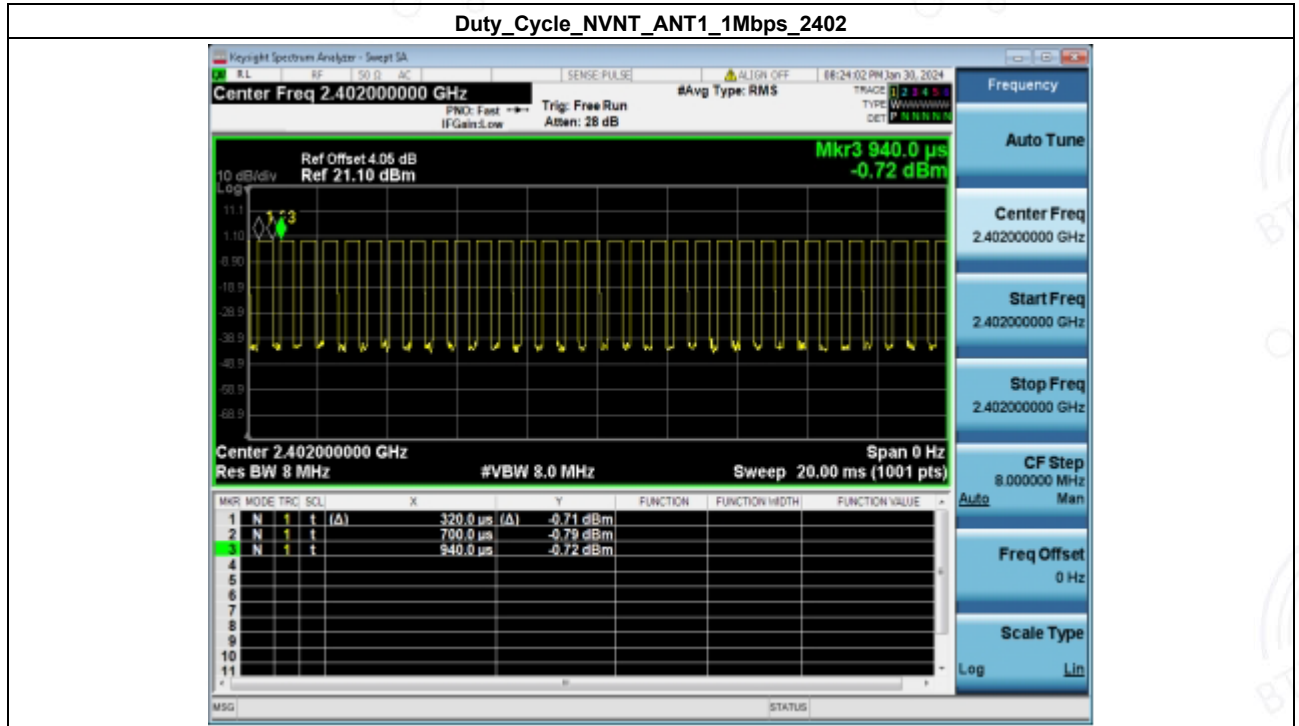 Duty_Cycle_NVNT_ANT1_1Mbps_2402
Keysight Spectrum Analyzer - Swept SA
RL RF 50 Ω AC SENSE:PULSE ALIGN OFF 08:24:02 PM Jan 30, 2024
Center Freq 2.402000000 GHz
#Avg Type: RMS
TRACE 1 2 3 4 5 6
PNO: Fast
Trig: Free Run
TYPE WWWWWW
IFGain:Low
Atten: 28 dB
DET P N N N N N
Mkr3 940.0 µs
Ref Offset 4.05 dB
10 dB/div Ref 21.10 dBm
-0.72 dBm
Log
11.1
1.10
-8.90
-18.9
-28.9
-38.9
-48.9
-58.9
-68.9
3
Center 2.402000000 GHz Span 0 Hz
Res BW 8 MHz #VBW 8.0 MHz Sweep 20.00 ms (1001 pts)
MKR MODE TRC SCL X Y FUNCTION FUNCTION WIDTH FUNCTION VALUE
1 N 1 t (Δ) 320.0 µs (Δ) -0.71 dBm
2 N 1 t 700.0 µs -0.79 dBm
3 N 1 t 940.0 µs -0.72 dBm
4
5
6
7
8
9
10
11
MSG STATUS
Frequency
Auto Tune
Center Freq
2.402000000 GHz
Start Freq
2.402000000 GHz
Stop Freq
2.402000000 GHz
CF Step
8.000000 MHz
Auto Man
Freq Offset
0 Hz
Scale Type
Log Lin